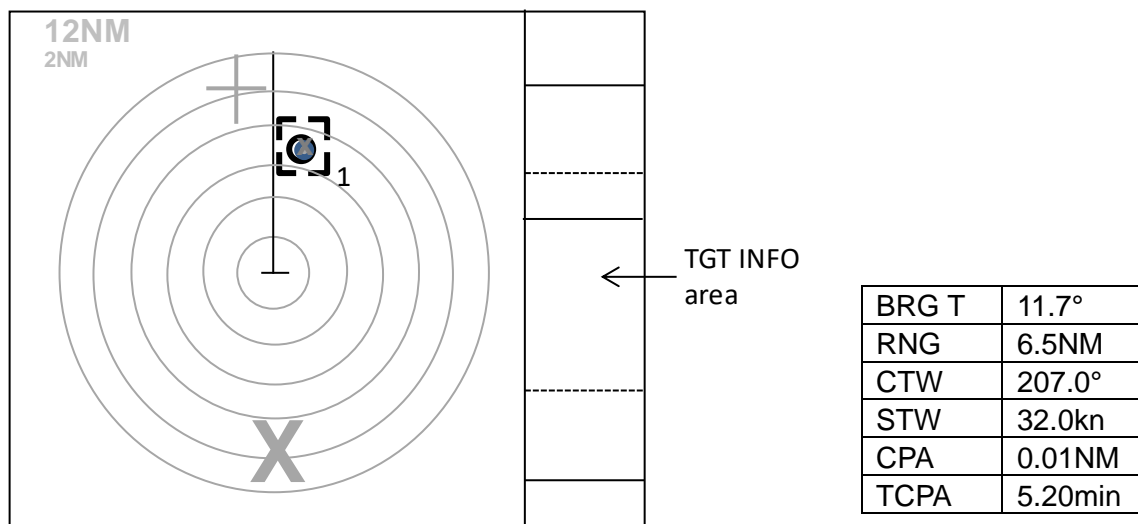 12NM
2NM
X
1
X
TGT INFO
area
BRG T 11.7°
RNG 6.5NM
CTW 207.0°
STW 32.0kn
CPA 0.01NM
TCPA 5.20min